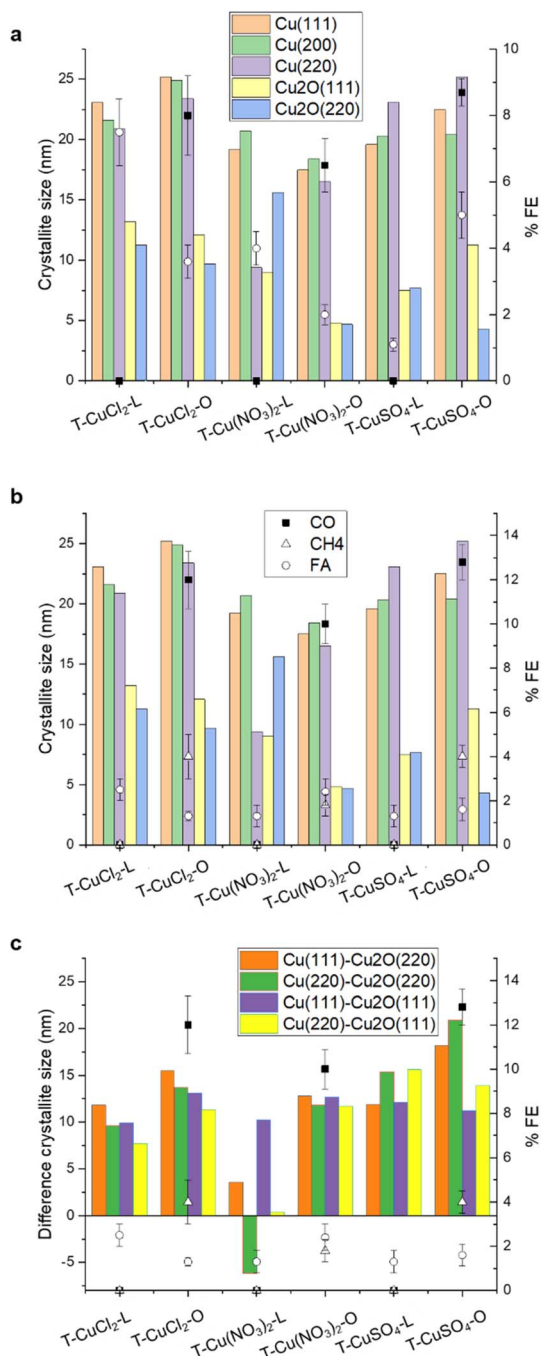 a
Cu(111)
Cu(200)
Cu(220)
Cu2O(111)
Cu2O(220)
Crystallite size (nm)
25
20
15
10
5
0
10
8
6
4
2
0
% FE
T-CuCl₂-L
T-CuCl₂-O
T-Cu(NO₃)₂-L
T-Cu(NO₃)₂-O
T-CuSO₄-L
T-CuSO₄-O
b
CO
CH4
FA
Crystallite size (nm)
25
20
15
10
5
0
14
12
10
8
6
4
2
0
% FE
T-CuCl₂-L
T-CuCl₂-O
T-Cu(NO₃)₂-L
T-Cu(NO₃)₂-O
T-CuSO₄-L
T-CuSO₄-O
c
Cu(111)-Cu2O(220)
Cu(220)-Cu2O(220)
Cu(111)-Cu2O(111)
Cu(220)-Cu2O(111)
Difference crystallite size (nm)
25
20
15
10
5
0
-5
14
12
10
8
6
4
2
0
% FE
T-CuCl₂-L
T-CuCl₂-O
T-Cu(NO₃)₂-L
T-Cu(NO₃)₂-O
T-CuSO₄-L
T-CuSO₄-O